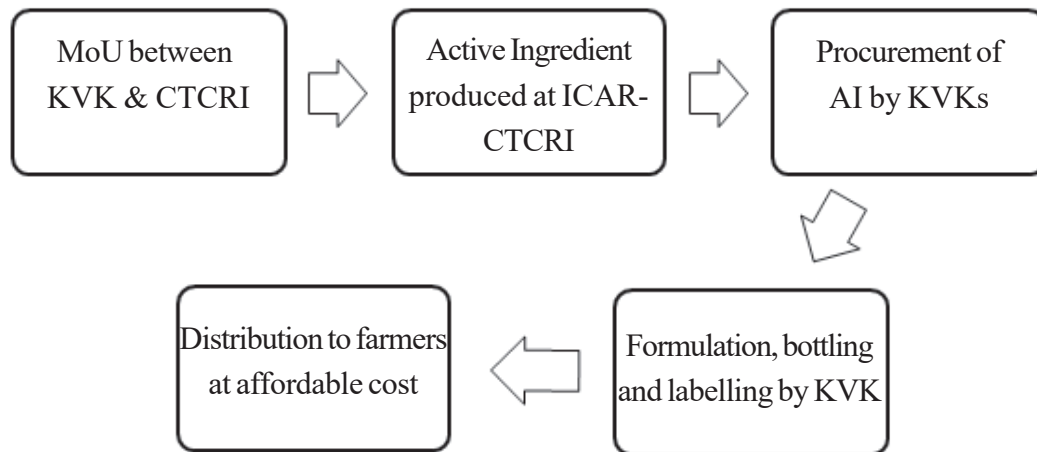 MoU between
KVK & CTCRI
Active Ingredient
produced at ICAR-
CTCRI
Procurement of
AI by KVKs
Formulation, bottling
and labelling by KVK
Distribution to farmers
at affordable cost